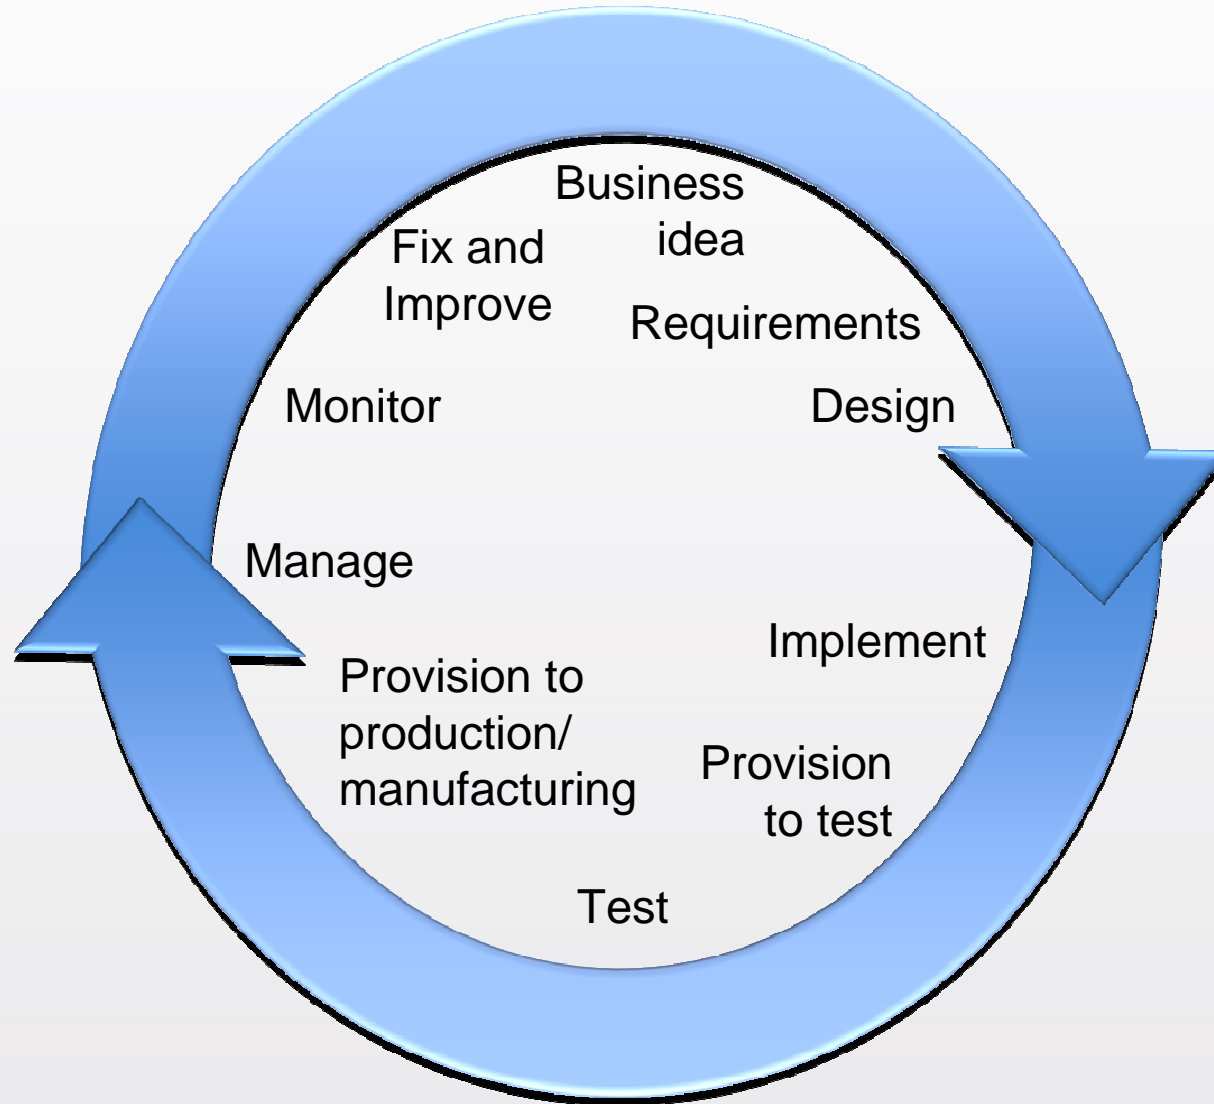 Business
idea
Requirements
Design
Implement
Provision
to test
Test
Provision to
production/
manufacturing
Manage
Monitor
Fix and
Improve